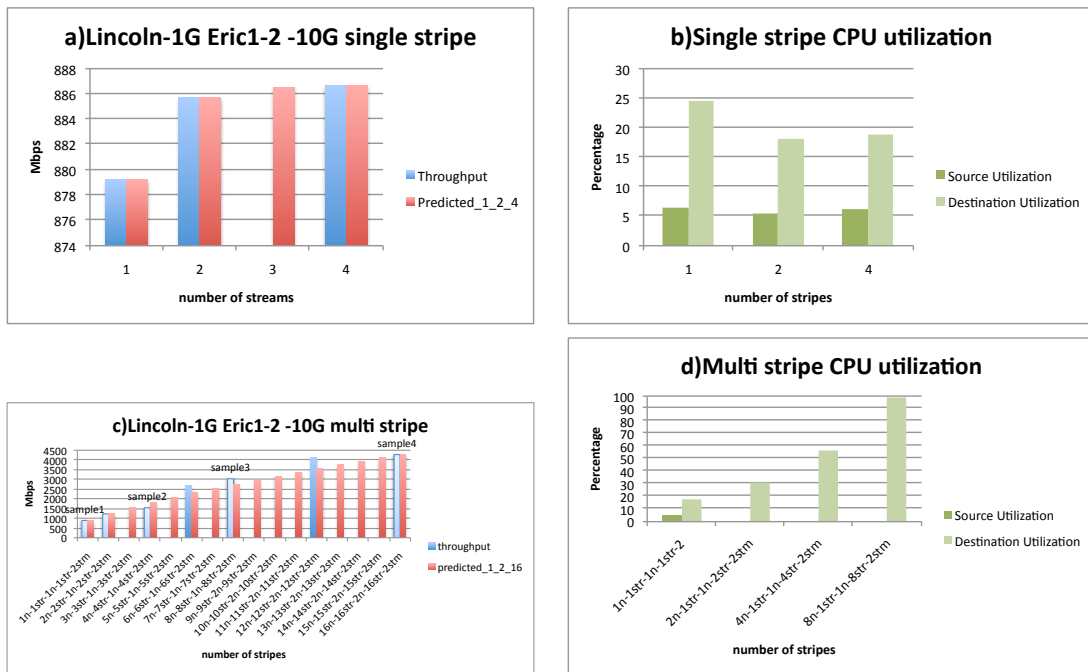 a)Lincoln-1G Eric1-2 -10G single stripe
888
886
884
882
880
878
876
874
Mbps
1 2 3 4
number of streams
Throughput
Predicted_1_2_4
b)Single stripe CPU utilization
30
25
20
15
10
5
0
Percentage
1 2 4
number of stripes
Source Utilization
Destination Utilization
c)Lincoln-1G Eric1-2 -10G multi stripe
4500
4000
3500
3000
2500
2000
1500
1000
500
0
Mbps
sample1
sample2
sample3
sample4
1n-1str-1n-1str-2stm
2n-2str-1n-2str-2stm
3n-3str-1n-3str-2stm
4n-4str-1n-4str-2stm
5n-5str-1n-5str-2stm
6n-6str-1n-6str-2stm
7n-7str-1n-7str-2stm
8n-8str-1n-8str-2stm
9n-9str-2n-9str-2stm
10n-10str-2n-10str-2stm
11n-11str-2n-11str-2stm
12n-12str-2n-12str-2stm
13n-13str-2n-13str-2stm
14n-14str-2n-14str-2stm
15n-15str-2n-15str-2stm
16n-16str-2n-16str-2stm
number of stripes
throughput
predicted_1_2_16
d)Multi stripe CPU utilization
100
90
80
70
60
50
40
30
20
10
0
Percentage
1n-1str-1n-1str-2
2n-1str-1n-2str-2stm
4n-1str-1n-4str-2stm
8n-1str-1n-8str-2stm
number of stripes
Source Utilization
Destination Utilization